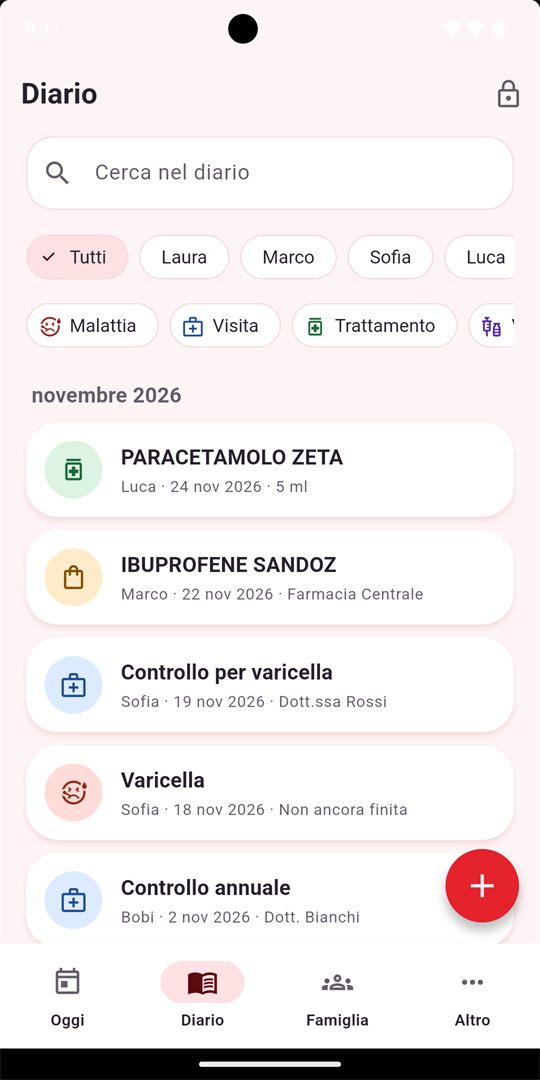 9:41
Diario
Cerca nel diario
Tutti
Laura
Marco
Sofia
Luca
Malattia
Visita
Trattamento
novembre 2026
PARACETAMOLO ZETA
Luca · 24 nov 2026 · 5 ml
IBUPROFENE SANDOZ
Marco · 22 nov 2026 · Farmacia Centrale
Controllo per varicella
Sofia · 19 nov 2026 · Dott.ssa Rossi
Varicella
Sofia · 18 nov 2026 · Non ancora finita
Controllo annuale
Bobi · 2 nov 2026 · Dott. Bianchi
Oggi
Diario
Famiglia
Altro